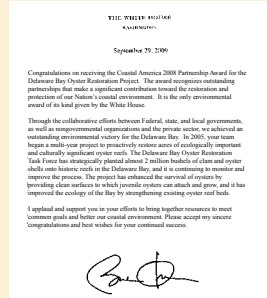 THE WHITE HOUSE
WASHINGTON
September 29, 2009
Congratulations on receiving the Coastal America 2008 Partnership Award for the
Delaware Bay Oyster Restoration Project. The award recognizes outstanding
partnerships that make a significant contribution toward the restoration and
protection of our Nation's coastal environment. It is the only environmental
award of its kind given by the White House.
Through the collaborative efforts between Federal, state, and local governments,
as well as nongovernmental organizations and the private sector, we achieved an
outstanding environmental victory for the Delaware Bay. In 2005, your team
began a multi-year project to proactively restore acres of ecologically important
and culturally significant oyster reefs. The Delaware Bay Oyster Restoration
Task Force has strategically planted almost 2 million bushels of clam and oyster
shells onto historic reefs in the Delaware Bay, and it is continuing to monitor and
improve the process. The project has enhanced the survival of oysters by
providing clean surfaces to which juvenile oysters can attach and grow, and it has
improved the ecology of the Bay by strengthening existing oyster reef beds.
I applaud and support you in your efforts to bring together resources to meet
common goals and better our coastal environment. Please accept my sincere
congratulations and best wishes for your continued success.